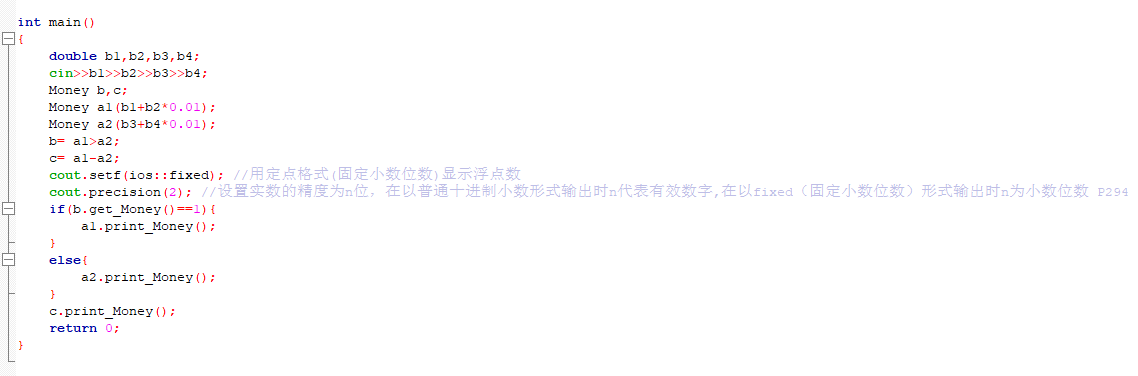 int main()
{
double b1,b2,b3,b4;
cin>>b1>>b2>>b3>>b4;
Money b,c;
Money a1(b1+b2*0.01);
Money a2(b3+b4*0.01);
b= a1>a2;
c= a1-a2;
cout.setf(ios::fixed); //用定点格式(固定小数位数)显示浮点数
cout.precision(2); //设置实数的精度为n位，在以普通十进制小数形式输出时n代表有效数字,在以fixed（固定小数位数）形式输出时n为小数位数 P294
if(b.get_Money()==1){
a1.print_Money();
}
else{
a2.print_Money();
}
c.print_Money();
return 0;
}